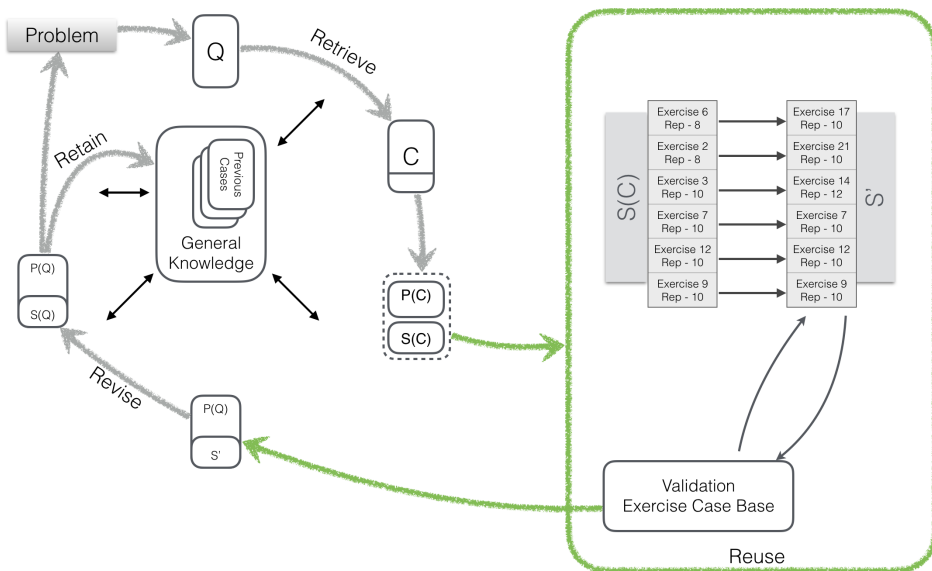 Problem
Q
Retrieve
C
Retain
Previous
Cases
General
Knowledge
P(Q)
S(Q)
P(C)
S(C)
Revise
P(Q)
S'
S(C)
Exercise 6
Rep - 8
Exercise 2
Rep - 8
Exercise 3
Rep - 10
Exercise 7
Rep - 10
Exercise 12
Rep - 10
Exercise 9
Rep - 10
Exercise 17
Rep - 10
Exercise 21
Rep - 10
Exercise 14
Rep - 12
Exercise 7
Rep - 10
Exercise 12
Rep - 10
Exercise 9
Rep - 10
S'
Validation
Exercise Case Base
Reuse